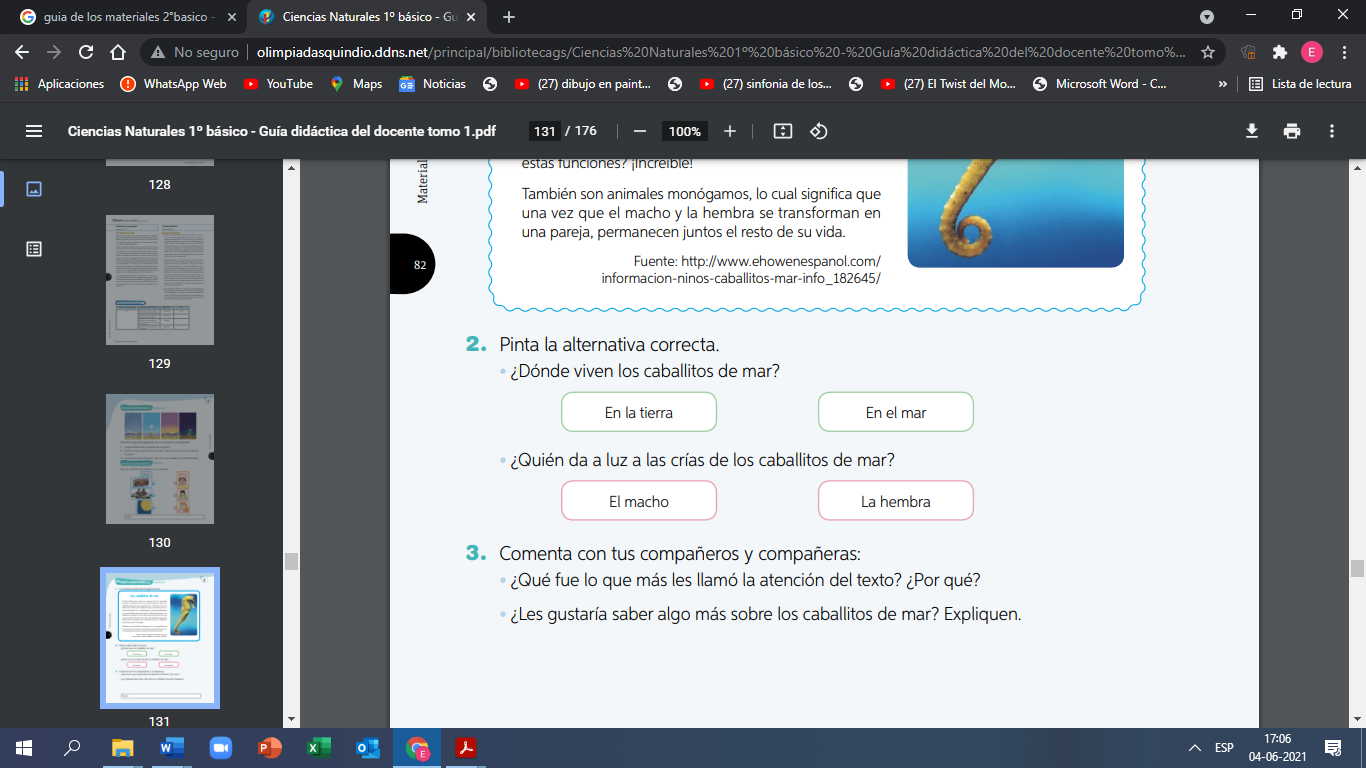 guia de los materiales 2°basico -
Ciencias Naturales 1º básico - Gu
No seguro
olimpiadasquindio.ddns.net/principal/bibliotecags/Ciencias%20Naturales%201º%20básico%20-%20Guía%20didáctica%20del%20docente%20tomo%...
E
Aplicaciones
WhatsApp Web
YouTube
Maps
Noticias
(27) dibujo en paint...
(27) sinfonia de los...
(27) El Twist del Mo...
Microsoft Word - C...
»
Lista de lectura
Ciencias Naturales 1º básico - Guía didáctica del docente tomo 1.pdf
131 / 176
100%
128
129
130
131
Material
82
estas funciones? ¡Increíble!
También son animales monógamos, lo cual significa que
una vez que el macho y la hembra se transforman en
una pareja, permanecen juntos el resto de su vida.
Fuente: http://www.ehowenespanol.com/
informacion-ninos-caballitos-mar-info_182645/
2. Pinta la alternativa correcta.
• ¿Dónde viven los caballitos de mar?
En la tierra
En el mar
• ¿Quién da a luz a las crías de los caballitos de mar?
El macho
La hembra
3. Comenta con tus compañeros y compañeras:
• ¿Qué fue lo que más les llamó la atención del texto? ¿Por qué?
• ¿Les gustaría saber algo más sobre los caballitos de mar? Expliquen.
ESP
17:06
04-06-2021